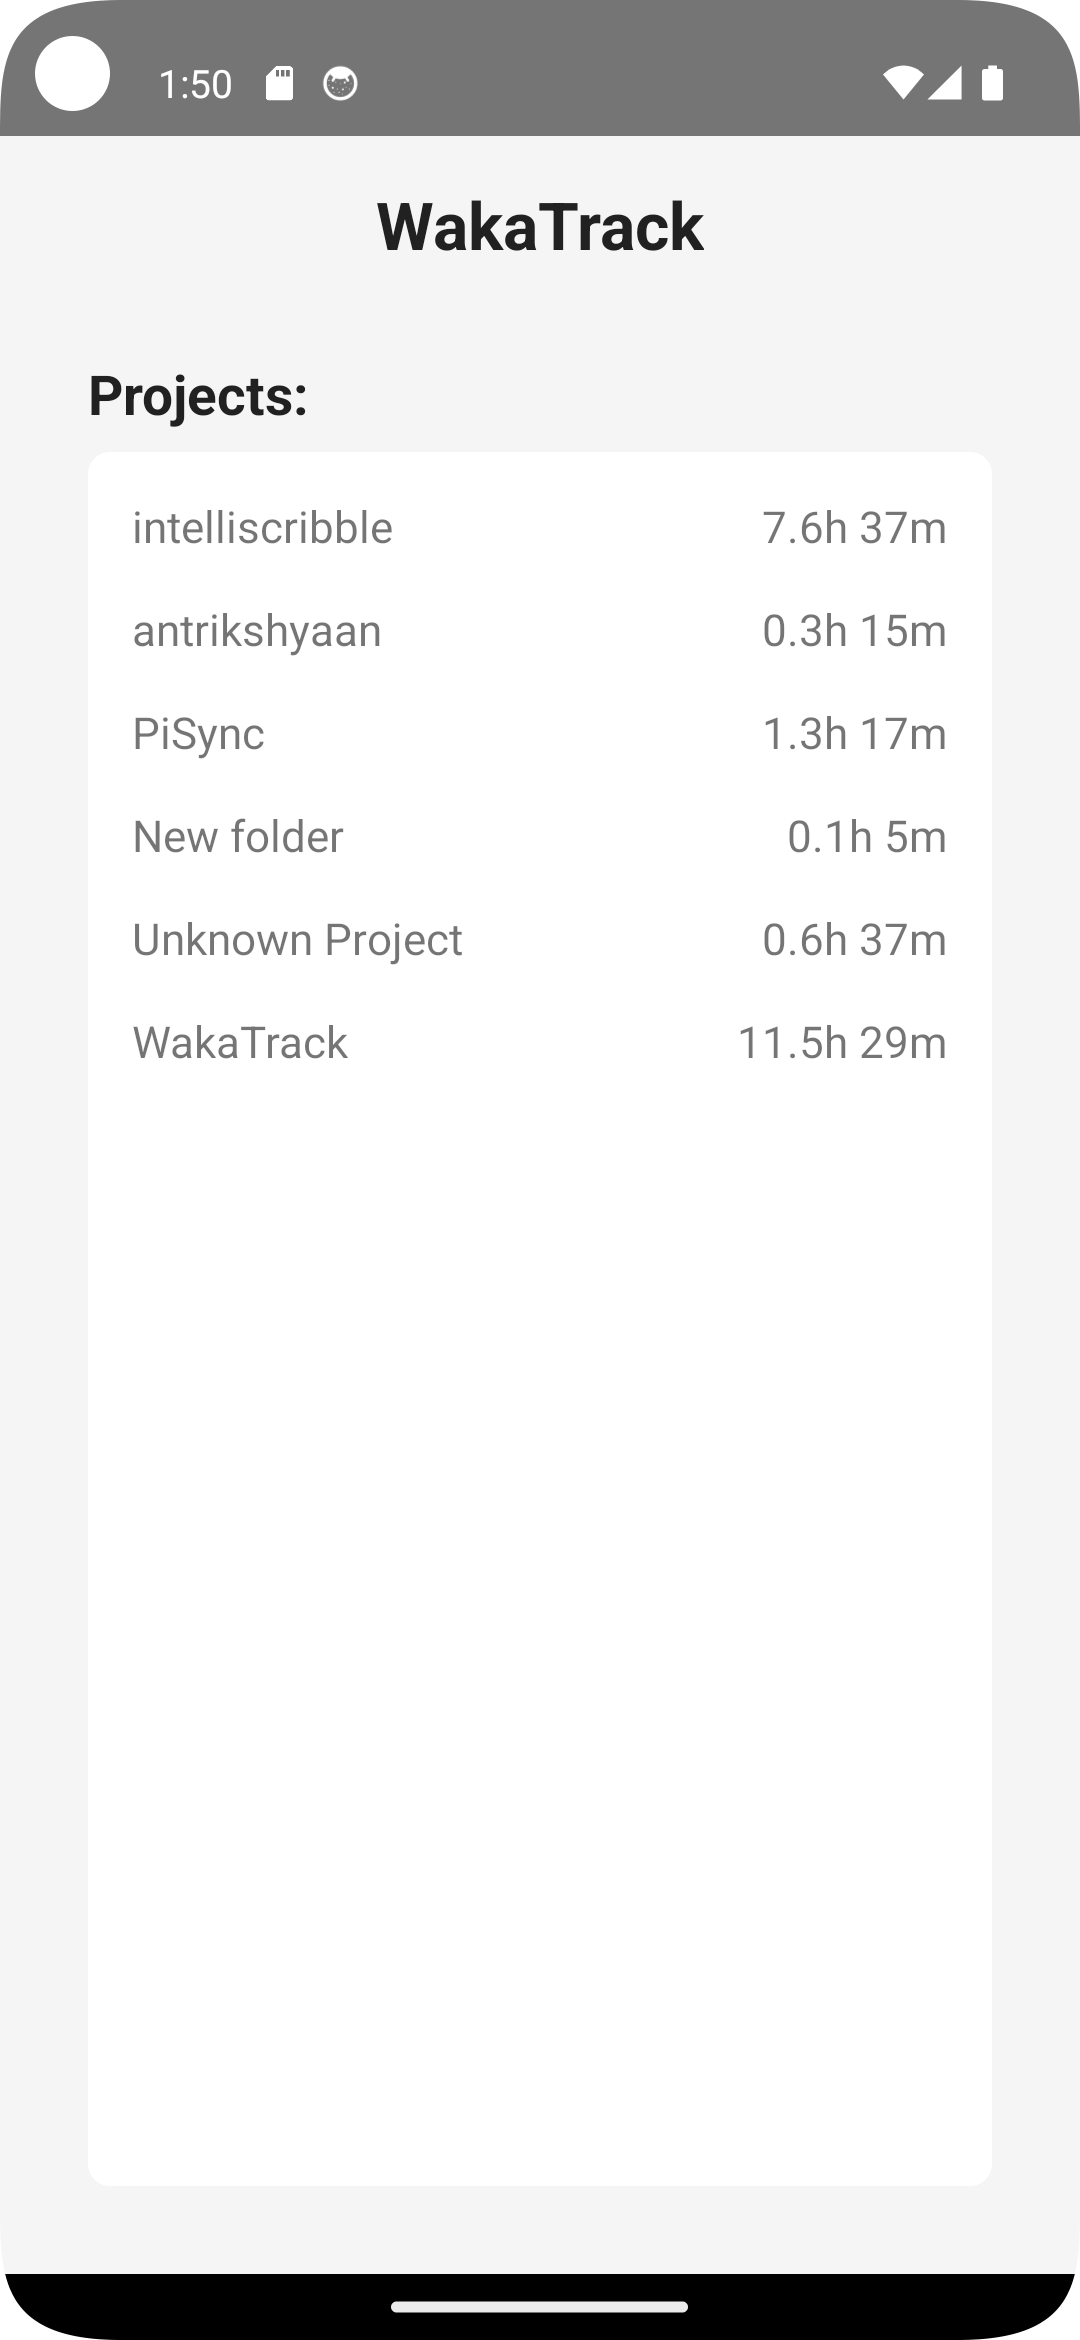 1:50
WakaTrack
Projects:
intelliscribble 7.6h 37m
antrikshyaan 0.3h 15m
PiSync 1.3h 17m
New folder 0.1h 5m
Unknown Project 0.6h 37m
WakaTrack 11.5h 29m